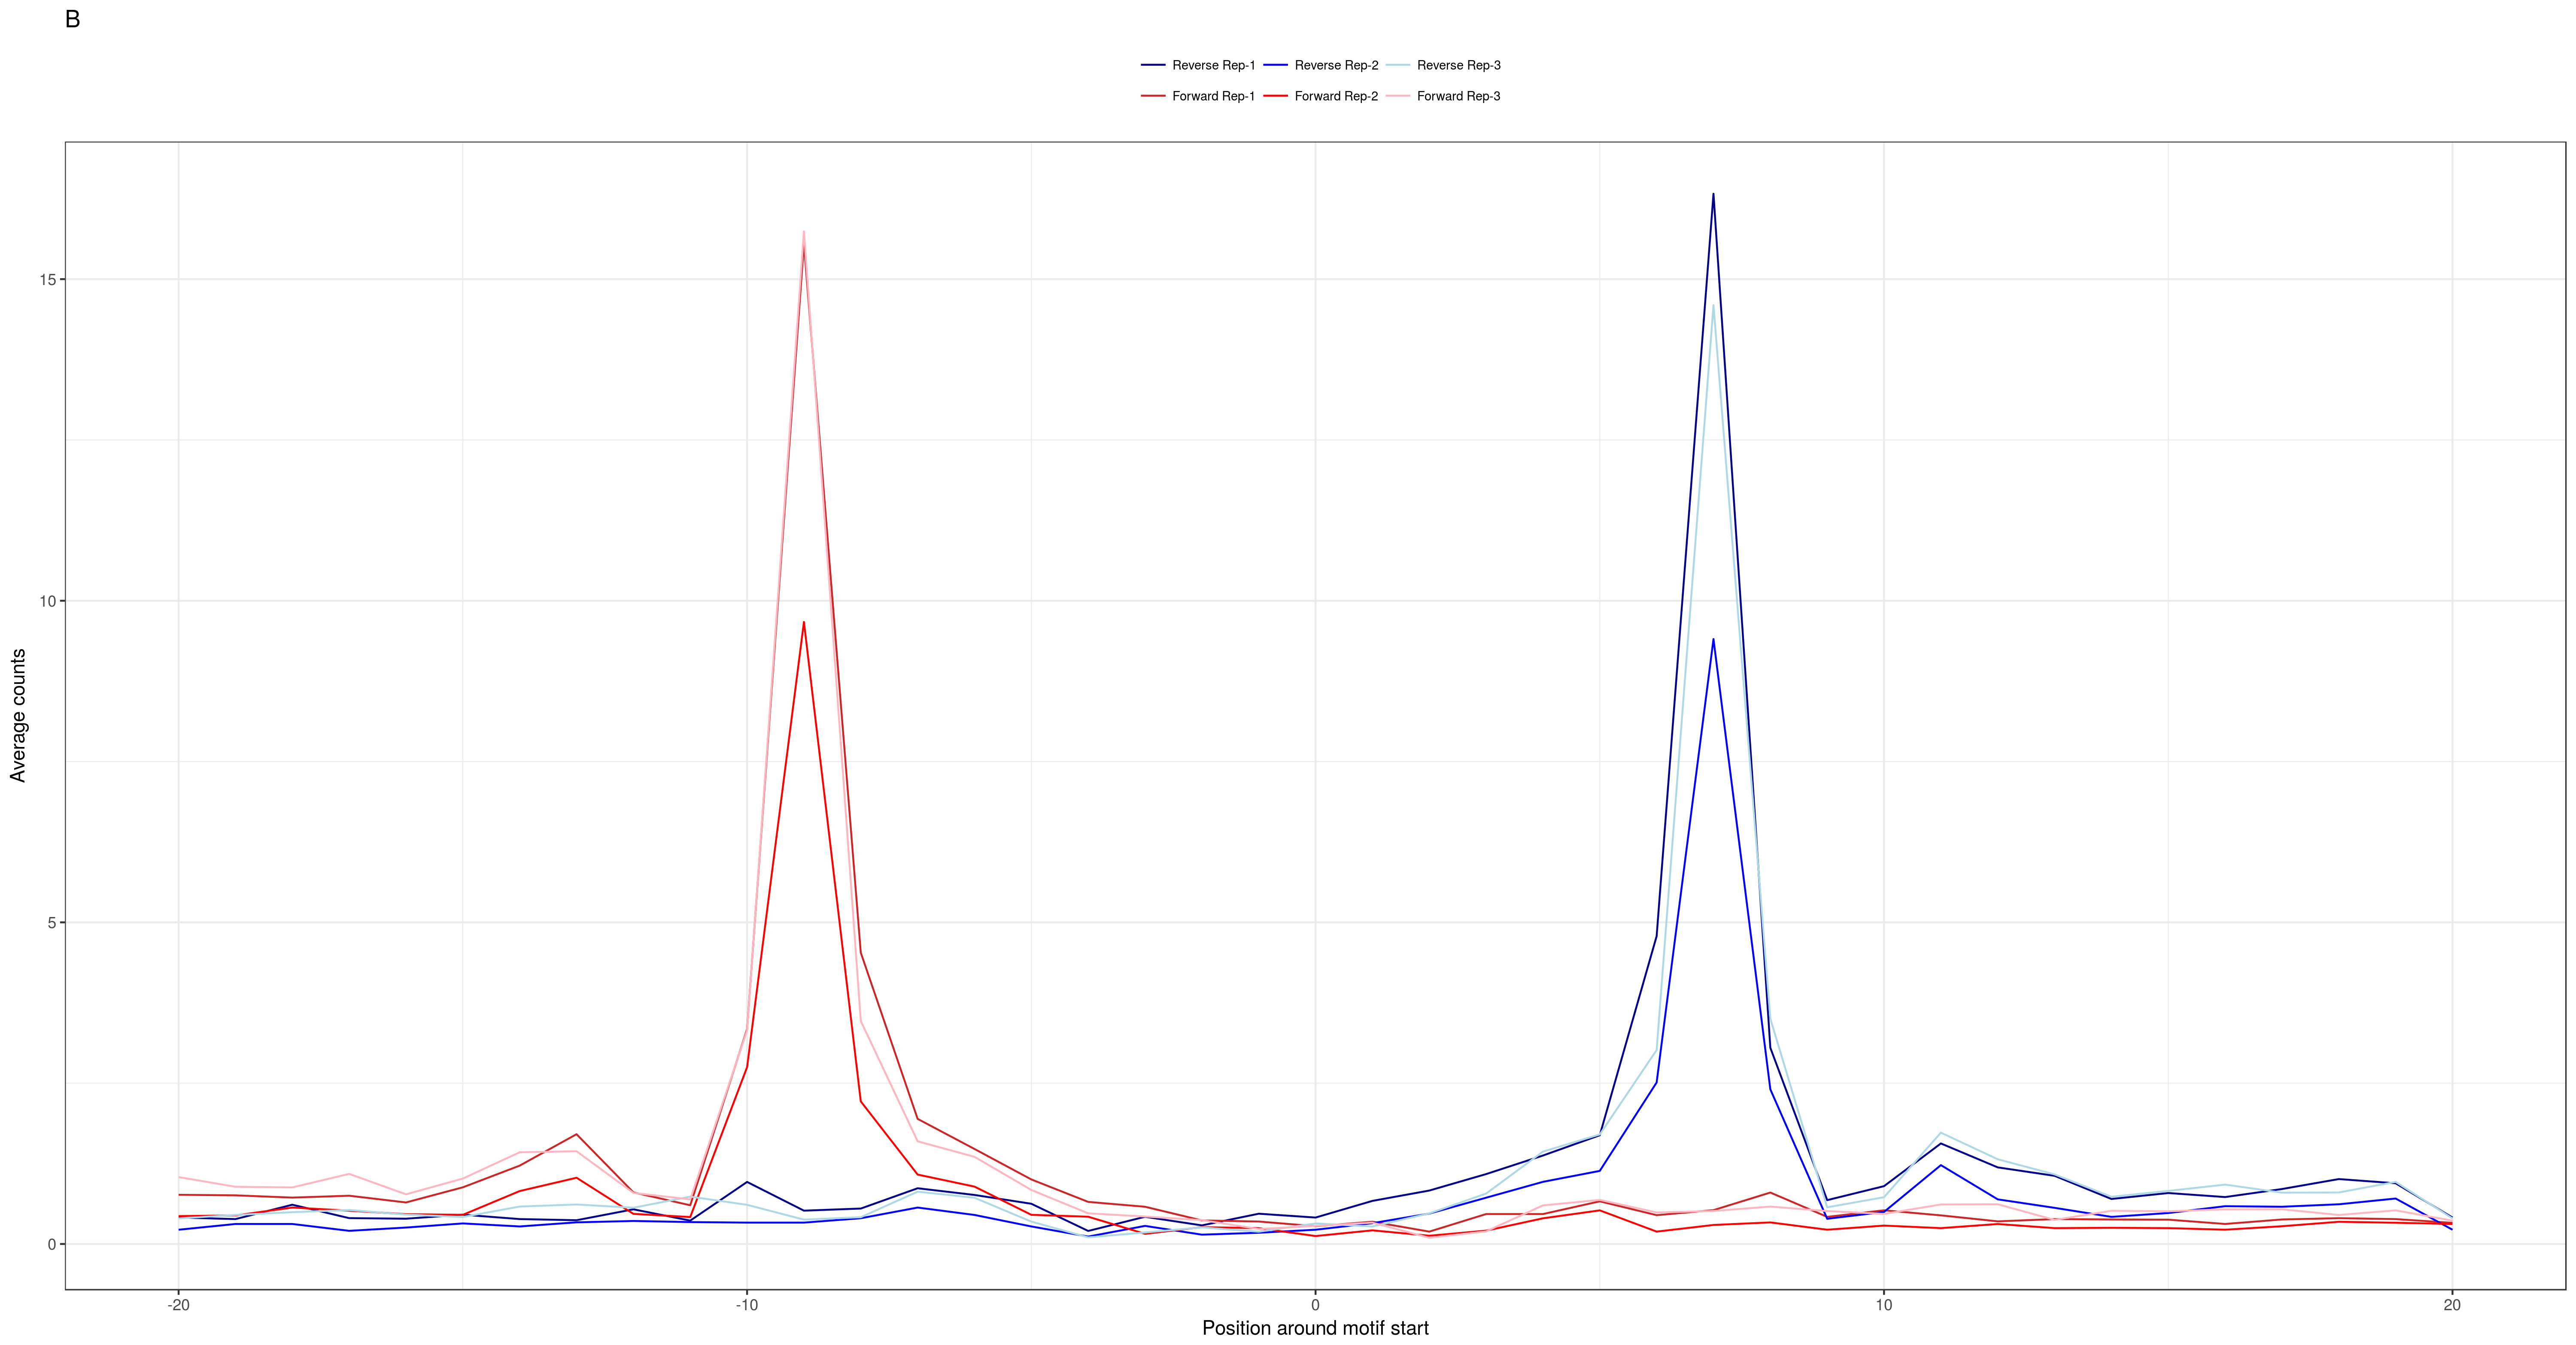 B
Reverse Rep-1 Reverse Rep-2 Reverse Rep-3
Forward Rep-1 Forward Rep-2 Forward Rep-3
15
10
5
0
Average counts
-20 -10 0 10 20
Position around motif start